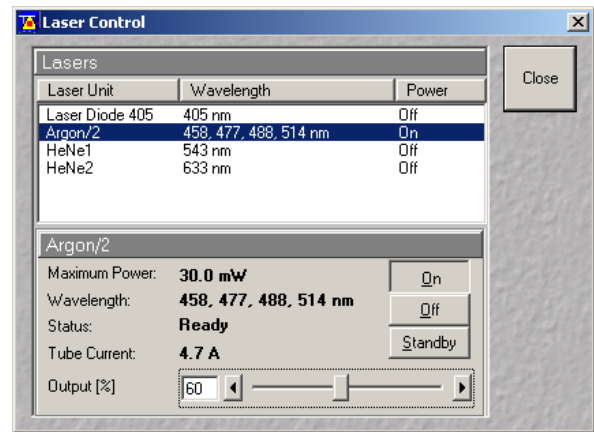 Laser Control
Lasers
Close
Laser Unit Wavelength Power
Laser Diode 405 405 nm Off
Argon/2 458, 477, 488, 514 nm On
HeNe1 543 nm Off
HeNe2 633 nm Off
Argon/2
Maximum Power: 30.0 mW On
Wavelength: 458, 477, 488, 514 nm Off
Status: Ready
Standby
Tube Current: 4.7 A
Output [%] 60